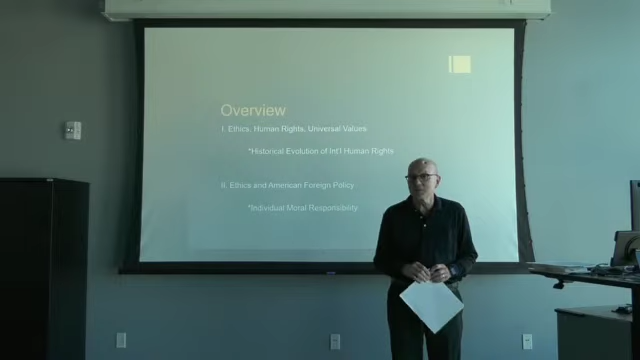 Overview
I. Ethics, Human Rights, Universal Values
*Historical Evolution of Int'l Human Rights
II. Ethics and American Foreign Policy
*Individual Moral Responsibility